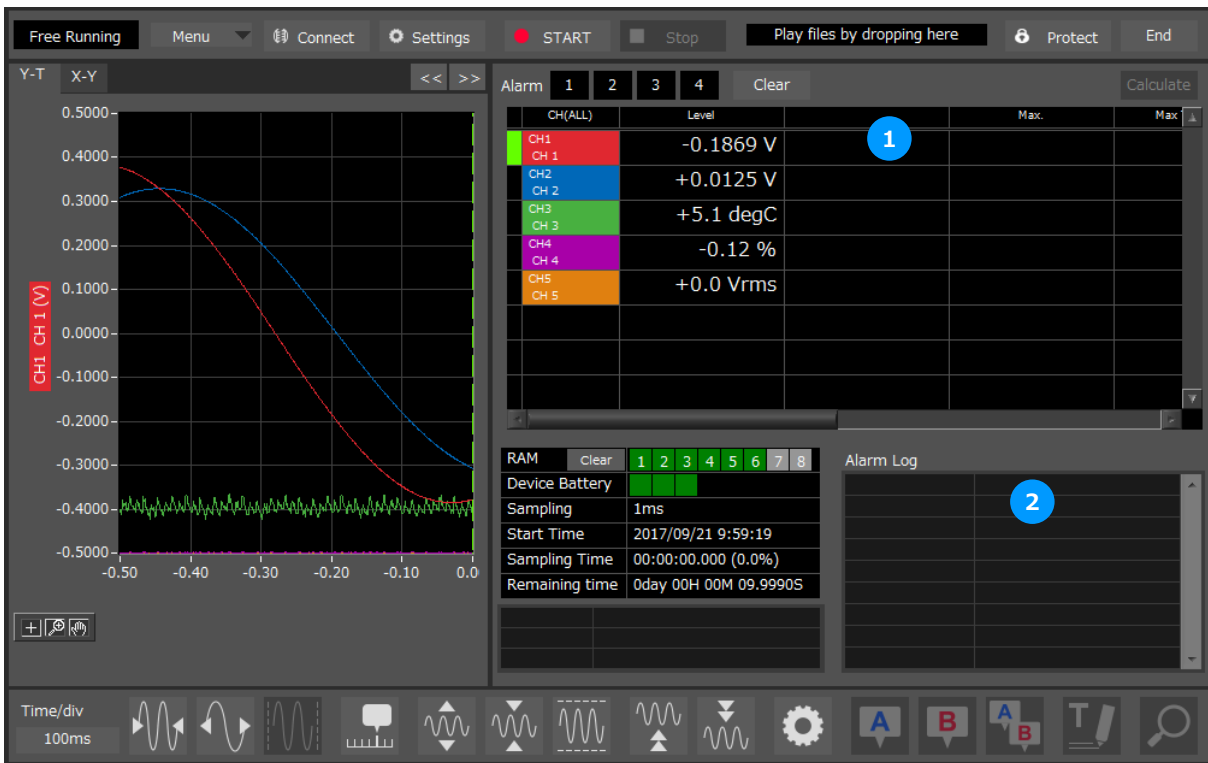 Free Running Menu Connect Settings START Stop Play files by dropping here Protect End
Y-T X-Y << >>
Alarm 1 2 3 4 Clear Calculate
CH(ALL) Level Max. Max
CH1 -0.1869 V
CH 1
CH2 +0.0125 V
CH 2
CH3 +5.1 degC
CH 3
CH4 -0.12 %
CH 4
CH5 +0.0 Vrms
CH 5
1
0.5000
0.4000
0.3000
0.2000
0.1000
0.0000
-0.1000
-0.2000
-0.3000
-0.4000
-0.5000
CH1 CH 1 (V)
-0.50 -0.40 -0.30 -0.20 -0.10 0.0
RAM Clear 1 2 3 4 5 6 7 8
Device Battery
Sampling 1ms
Start Time 2017/09/21 9:59:19
Sampling Time 00:00:00.000 (0.0%)
Remaining time 0day 00H 00M 09.9990S
Alarm Log
2
Time/div
100ms
A B A B T